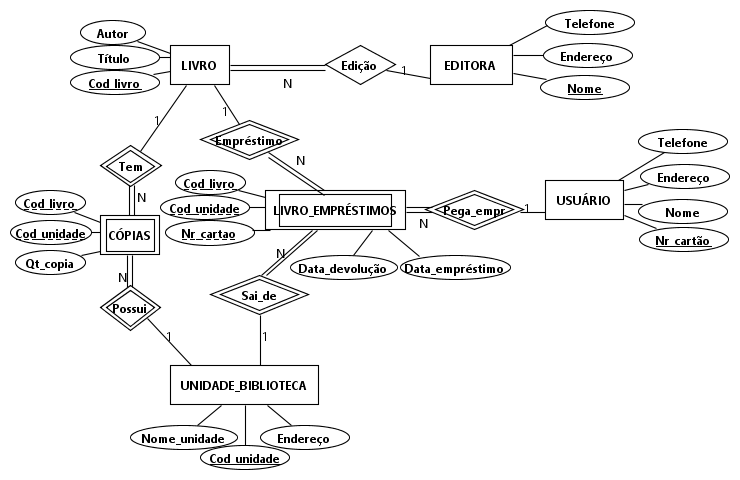 Autor
Título
Cod_livro
LIVRO
N
Edição
1
EDITORA
Telefone
Endereço
Nome
1
1
Empréstimo
N
Tem
N
Cod_livro
Cod_unidade
Qt_copia
CÓPIAS
Cod_livro
Cod_unidade
Nr_cartao
LIVRO_EMPRÉSTIMOS
N
Pega_empr
1
USUÁRIO
Telefone
Endereço
Nome
Nr_cartão
N
N
Data_devolução
Data_empréstimo
Possui
Sai_de
1
1
UNIDADE_BIBLIOTECA
Nome_unidade
Cod_unidade
Endereço